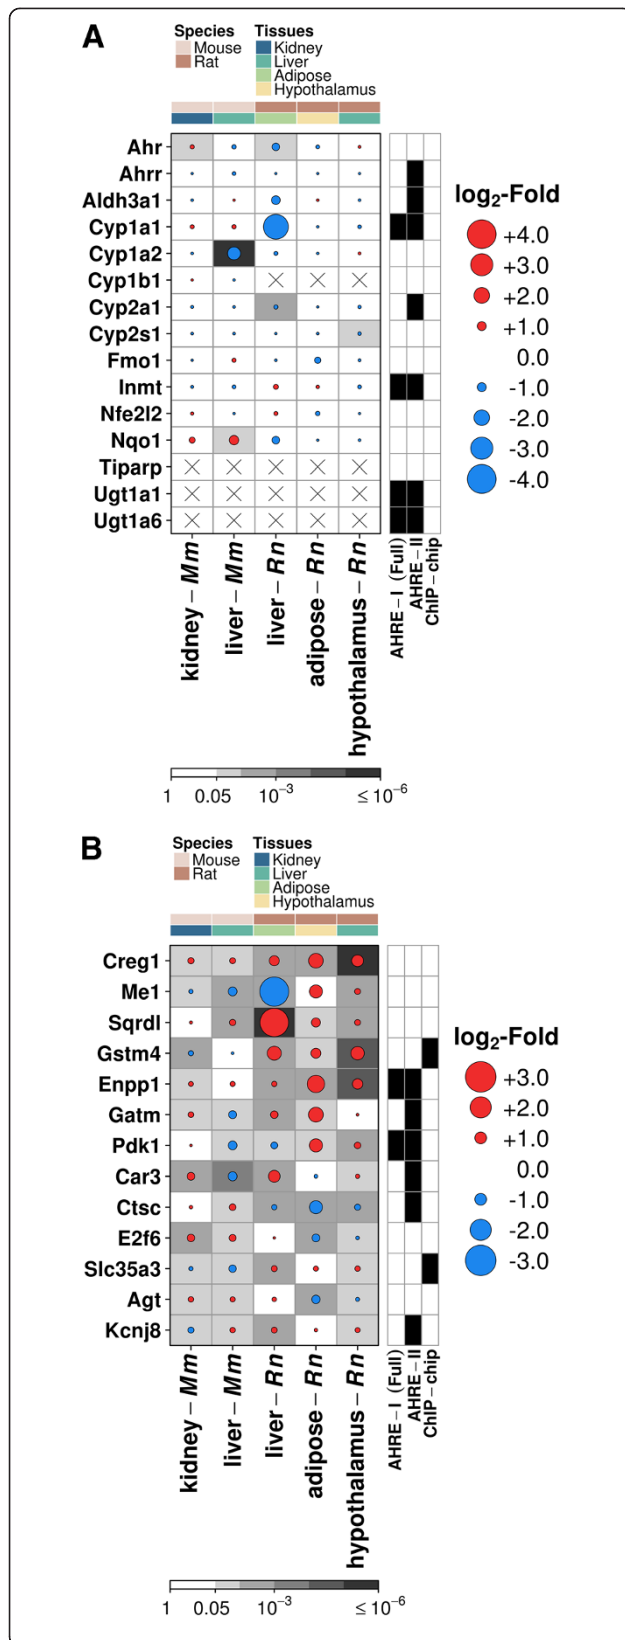 A
Species Tissues
Mouse Kidney
Rat Liver
Adipose
Hypothalamus
Ahr
Ahrr
Aldh3a1
Cyp1a1
Cyp1a2
Cyp1b1
Cyp2a1
Cyp2s1
Fmo1
Inmt
Nfe2l2
Nqo1
Tiparp
Ugt1a1
Ugt1a6
log2-Fold
+4.0
+3.0
+2.0
+1.0
0.0
-1.0
-2.0
-3.0
-4.0
kidney – Mm
liver – Mm
liver – Rn
adipose – Rn
hypothalamus – Rn
AHRE – I (Full)
AHRE – II
ChIP – chip
1 0.05 10−3 ≤ 10−6
B
Species Tissues
Mouse Kidney
Rat Liver
Adipose
Hypothalamus
Creg1
Me1
Sqrdl
Gstm4
Enpp1
Gatm
Pdk1
Car3
Ctsc
E2f6
Slc35a3
Agt
Kcnj8
log2-Fold
+3.0
+2.0
+1.0
0.0
-1.0
-2.0
-3.0
kidney – Mm
liver – Mm
liver – Rn
adipose – Rn
hypothalamus – Rn
AHRE – I (Full)
AHRE – II
ChIP – chip
1 0.05 10−3 ≤ 10−6